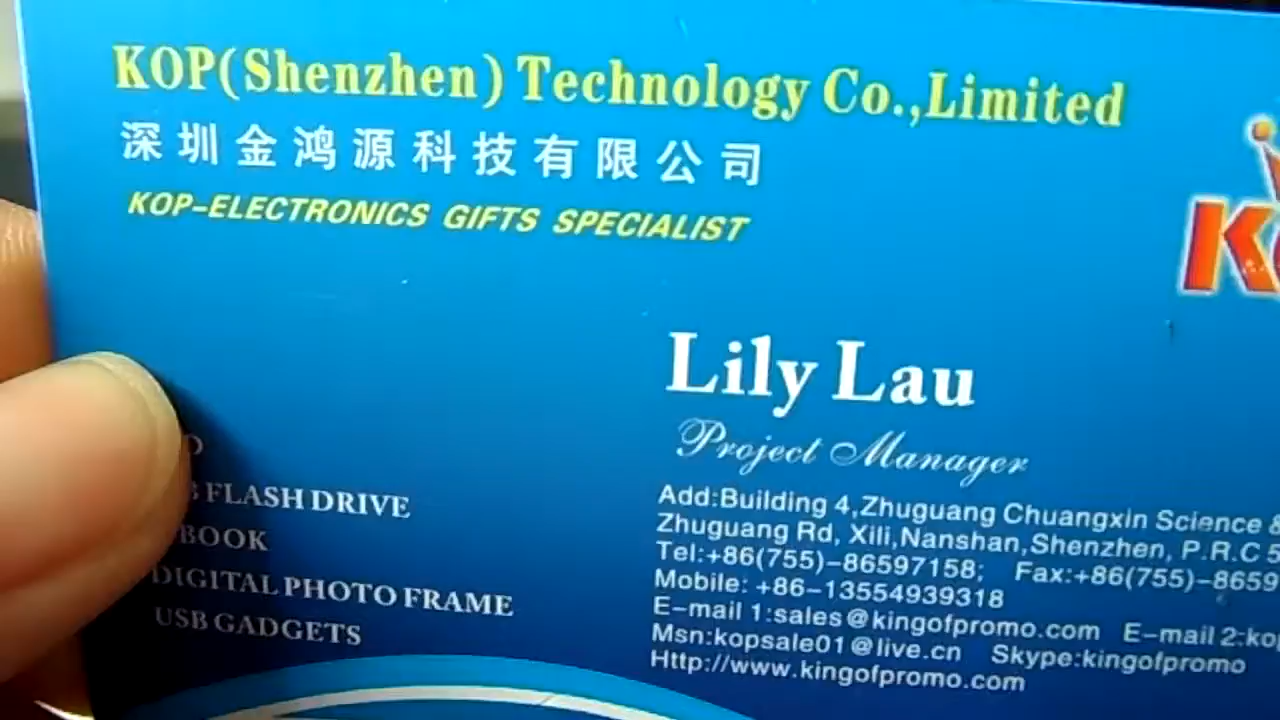 KOP(Shenzhen) Technology Co.,Limited
深圳金鸿源科技有限公司
KOP-ELECTRONICS GIFTS SPECIALIST
Lily Lau
Project Manager
FLASH DRIVE
BOOK
DIGITAL PHOTO FRAME
USB GADGETS
Add:Building 4,Zhuguang Chuangxin Science &
Zhuguang Rd, Xili,Nanshan,Shenzhen, P.R.C 5
Tel:+86(755)-86597158; Fax:+86(755)-8659
Mobile: +86-13554939318
E-mail 1:sales@kingofpromo.com E-mail 2:ko
Msn:kopsale01@live.cn Skype:kingofpromo
Http://www.kingofpromo.com